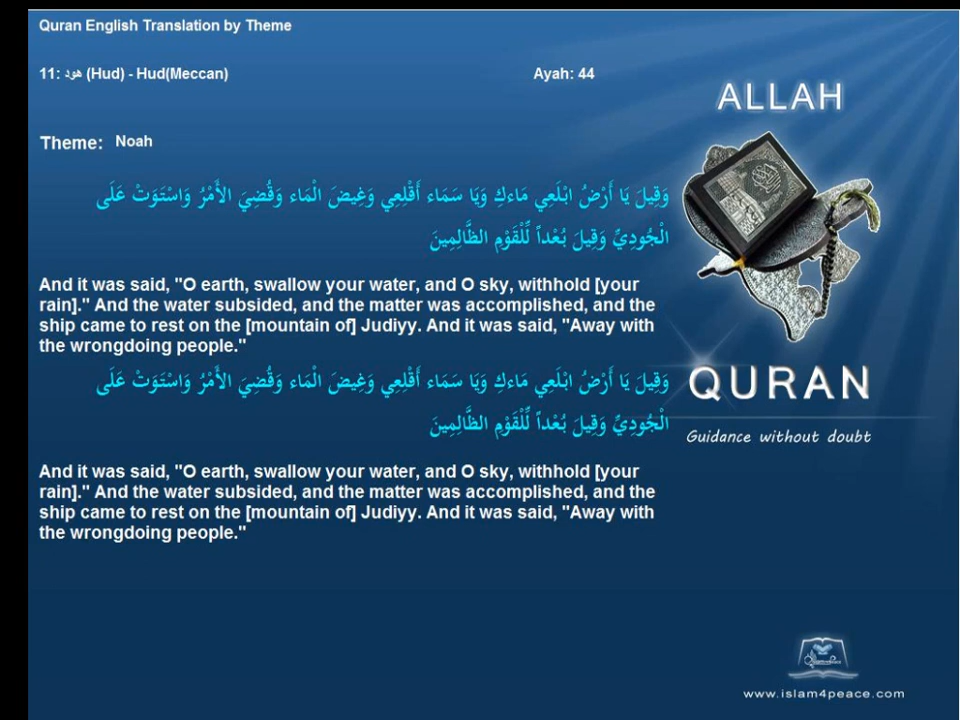 Quran English Translation by Theme
11: هود (Hud) - Hud(Meccan)
Ayah: 44
Theme: Noah
وَقِيلَ يَا أَرْضُ ابْلَعِي مَاءكِ وَيَا سَمَاء أَقْلِعِي وَغِيضَ الْمَاء وَقُضِيَ الأَمْرُ وَاسْتَوَتْ عَلَى
الْجُودِيِّ وَقِيلَ بُعْداً لِّلْقَوْمِ الظَّالِمِينَ
And it was said, "O earth, swallow your water, and O sky, withhold [your
rain]." And the water subsided, and the matter was accomplished, and the
ship came to rest on the [mountain of] Judiyy. And it was said, "Away with
the wrongdoing people."
وَقِيلَ يَا أَرْضُ ابْلَعِي مَاءكِ وَيَا سَمَاء أَقْلِعِي وَغِيضَ الْمَاء وَقُضِيَ الأَمْرُ وَاسْتَوَتْ عَلَى
الْجُودِيِّ وَقِيلَ بُعْداً لِّلْقَوْمِ الظَّالِمِينَ
And it was said, "O earth, swallow your water, and O sky, withhold [your
rain]." And the water subsided, and the matter was accomplished, and the
ship came to rest on the [mountain of] Judiyy. And it was said, "Away with
the wrongdoing people."
ALLAH
QURAN
Guidance without doubt
www.islam4peace.com